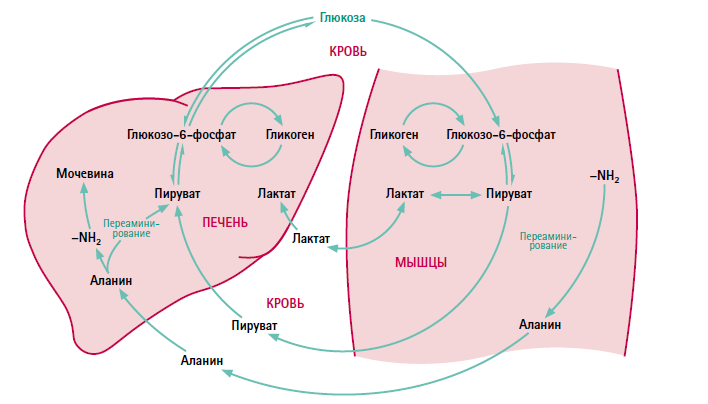 Глюкоза
КРОВЬ
Глюкозо–6–фосфат
Гликоген
Гликоген
Глюкозо–6–фосфат
Мочевина
–NH2
Пируват
Лактат
Лактат
Пируват
Переамини-
рование
ПЕЧЕНЬ
–NH2
Лактат
Переамини-
рование
МЫШЦЫ
Аланин
КРОВЬ
Пируват
Аланин
Аланин